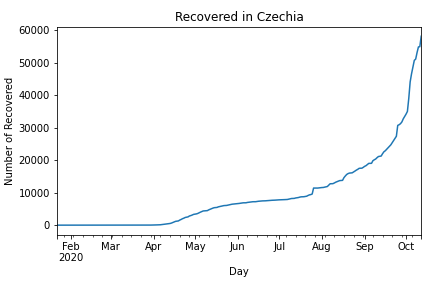 Recovered in Czechia
60000
50000
40000
30000
20000
10000
0
Number of Recovered
Feb Mar Apr May Jun Jul Aug Sep Oct
2020
Day